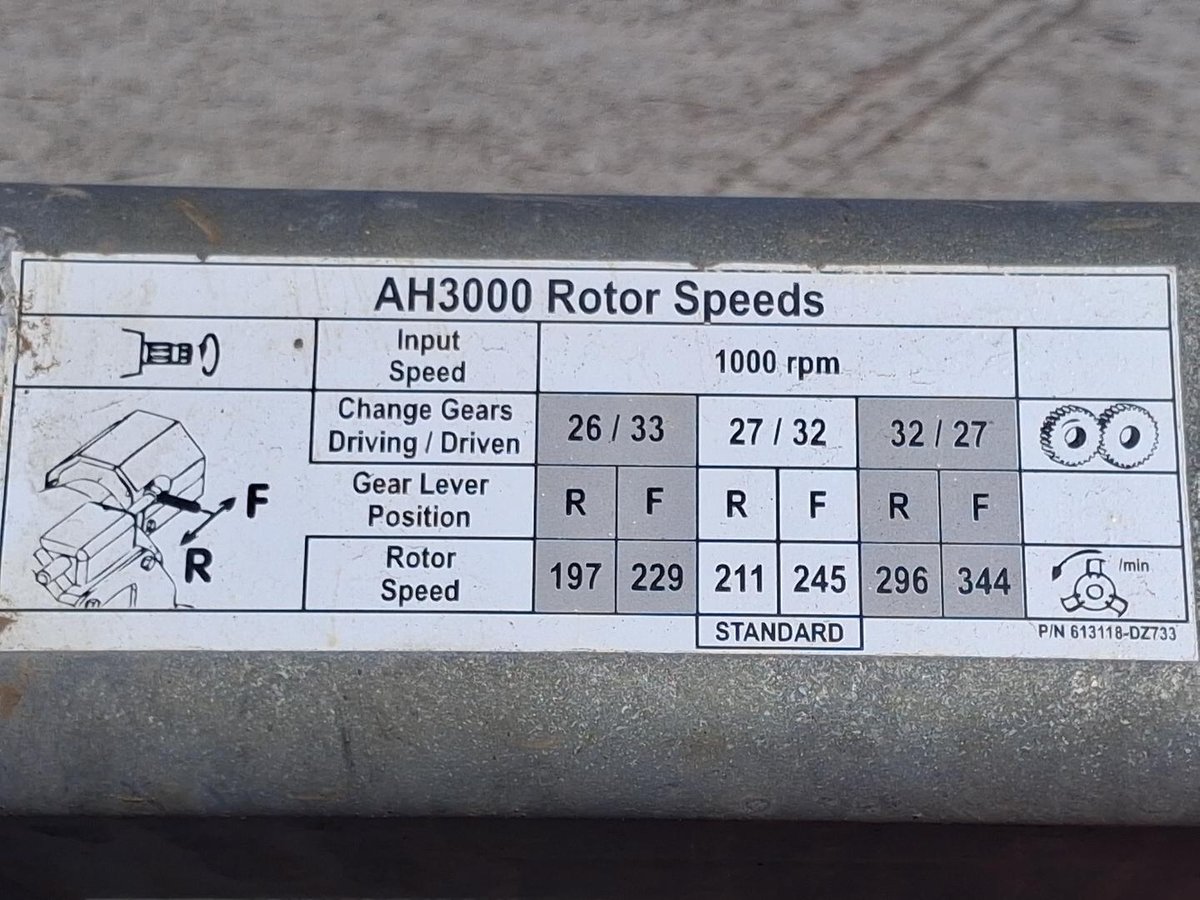 AH3000 Rotor Speeds
Input
Speed
1000 rpm
Change Gears
Driving / Driven
26 / 33
27 / 32
32 / 27
Gear Lever
Position
R
F
R
F
R
F
F
R
Rotor
Speed
197
229
211
245
296
344
/min
STANDARD
P/N 613118-DZ733